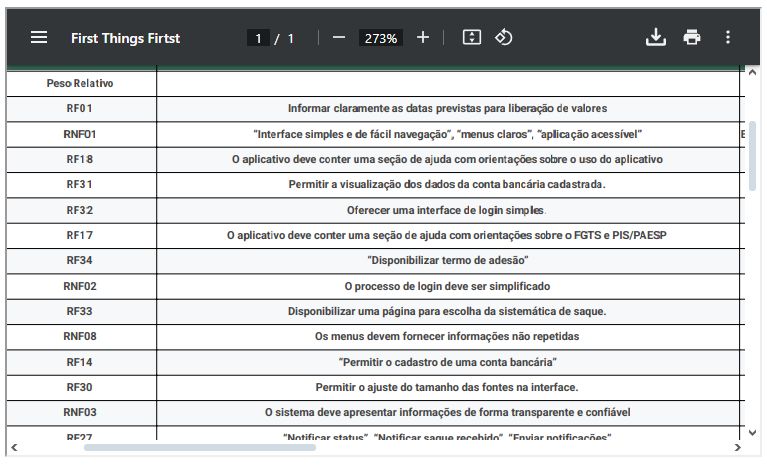 First Things Firtst 1 / 1 273%
Peso Relativo
RF01 Informar claramente as datas previstas para liberação de valores
RNF01 “Interface simples e de fácil navegação”, “menus claros”, “aplicação acessível” E
RF18 O aplicativo deve conter uma seção de ajuda com orientações sobre o uso do aplicativo
RF31 Permitir a visualização dos dados da conta bancária cadastrada.
RF32 Oferecer uma interface de login simples.
RF17 O aplicativo deve conter uma seção de ajuda com orientações sobre o FGTS e PIS/PAESP
RF34 “Disponibilizar termo de adesão”
RNF02 O processo de login deve ser simplificado
RF33 Disponibilizar uma página para escolha da sistemática de saque.
RNF08 Os menus devem fornecer informações não repetidas
RF14 “Permitir o cadastro de uma conta bancária”
RF30 Permitir o ajuste do tamanho das fontes na interface.
RNF03 O sistema deve apresentar informações de forma transparente e confiável
RF27 “Notificar status”, “Notificar saque recebido”, “Enviar notificações”